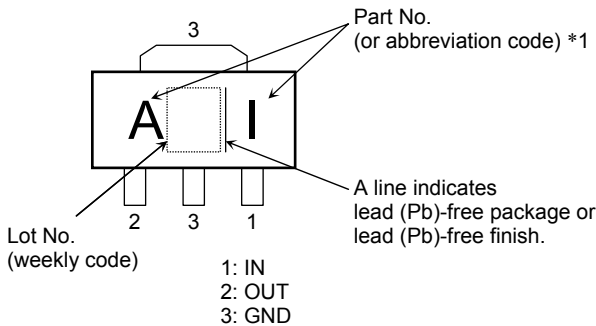 3
Part No.
(or abbreviation code) *1
A I
2 3 1
A line indicates
lead (Pb)-free package or
lead (Pb)-free finish.
Lot No.
(weekly code)
1: IN
2: OUT
3: GND